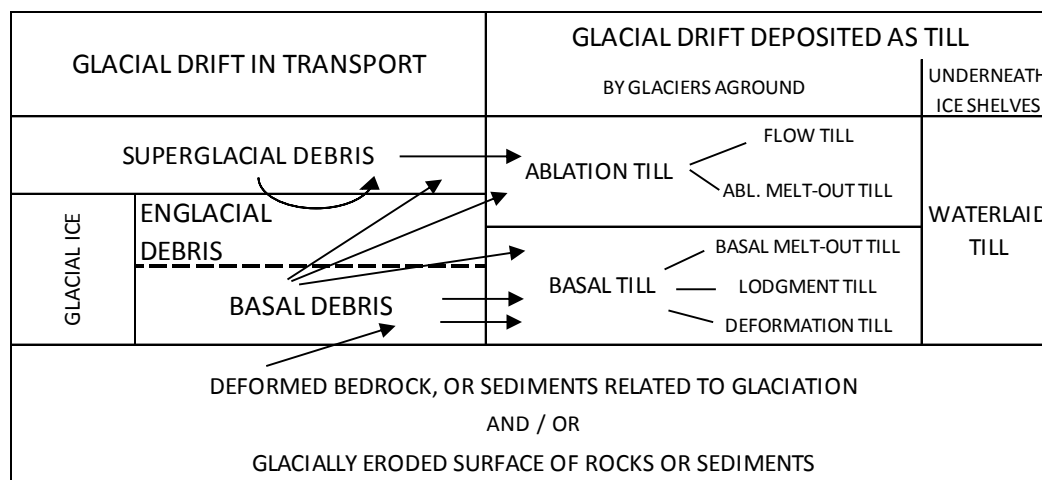 GLACIAL DRIFT IN TRANSPORT
GLACIAL DRIFT DEPOSITED AS TILL
BY GLACIERS AGROUND
UNDERNEATH
ICE SHELVES
SUPERGLACIAL DEBRIS
GLACIAL ICE
ENGLACIAL
DEBRIS
BASAL DEBRIS
ABLATION TILL
FLOW TILL
ABL. MELT-OUT TILL
BASAL TILL
BASAL MELT-OUT TILL
LODGMENT TILL
DEFORMATION TILL
WATERLAID
TILL
DEFORMED BEDROCK, OR SEDIMENTS RELATED TO GLACIATION
AND / OR
GLACIALLY ERODED SURFACE OF ROCKS OR SEDIMENTS